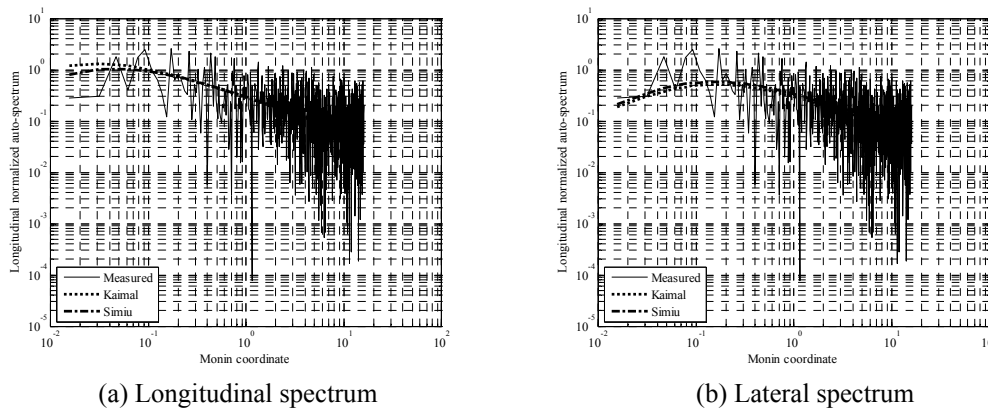 10^1
10^0
10^-1
10^-2
10^-3
10^-4
10^-5
Longitudinal normalized auto-spectrum
Measured
Kaimal
Simiu
10^-2 10^-1 10^0 10^1 10^2
Monin coordinate
(a) Longitudinal spectrum
10^1
10^0
10^-1
10^-2
10^-3
10^-4
10^-5
Longitudinal normalized auto-spectrum
Measured
Kaimal
Simiu
10^-2 10^-1 10^0 10^1
Monin coordinate
(b) Lateral spectrum